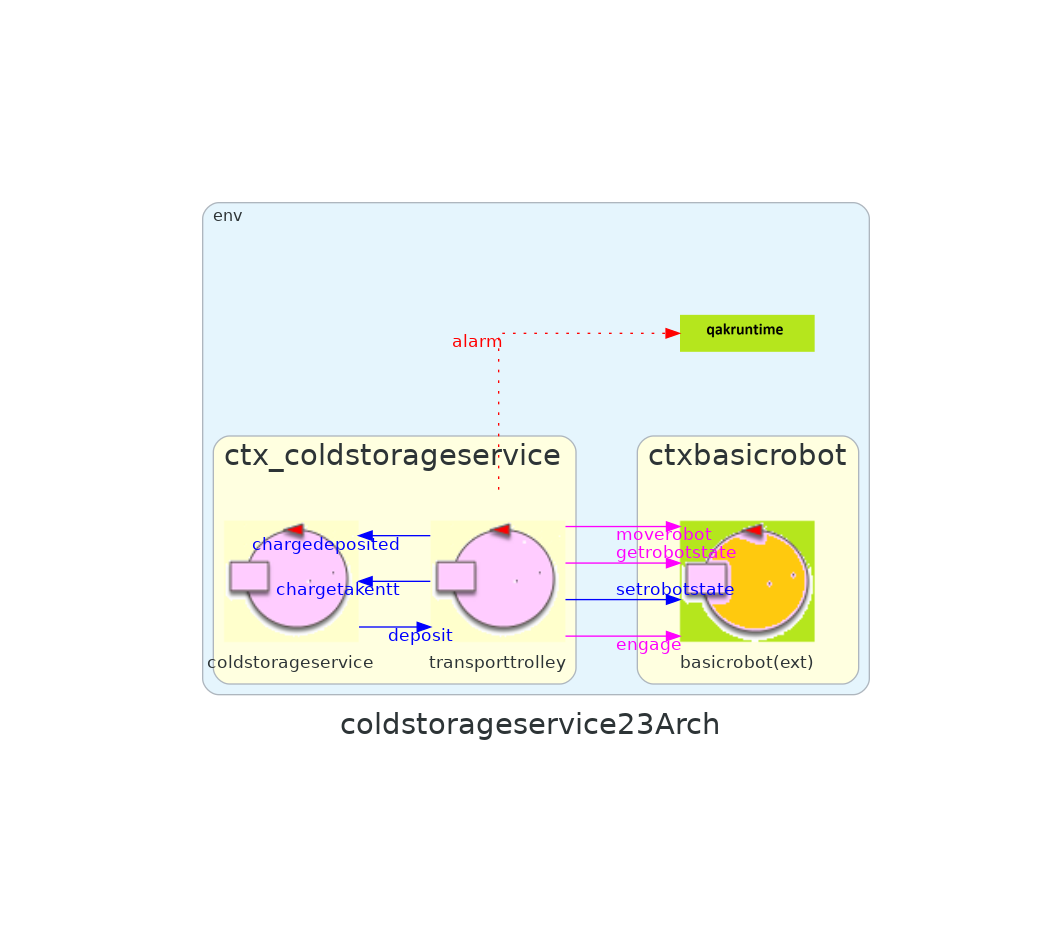 env
qakruntime
alarm
ctx_coldstorageservice
ctxbasicrobot
moverobot
chargedeposited
getrobotstate
chargetakentt
setrobotstate
deposit
engage
coldstorageservice
transporttrolley
basicrobot(ext)
coldstorageservice23Arch